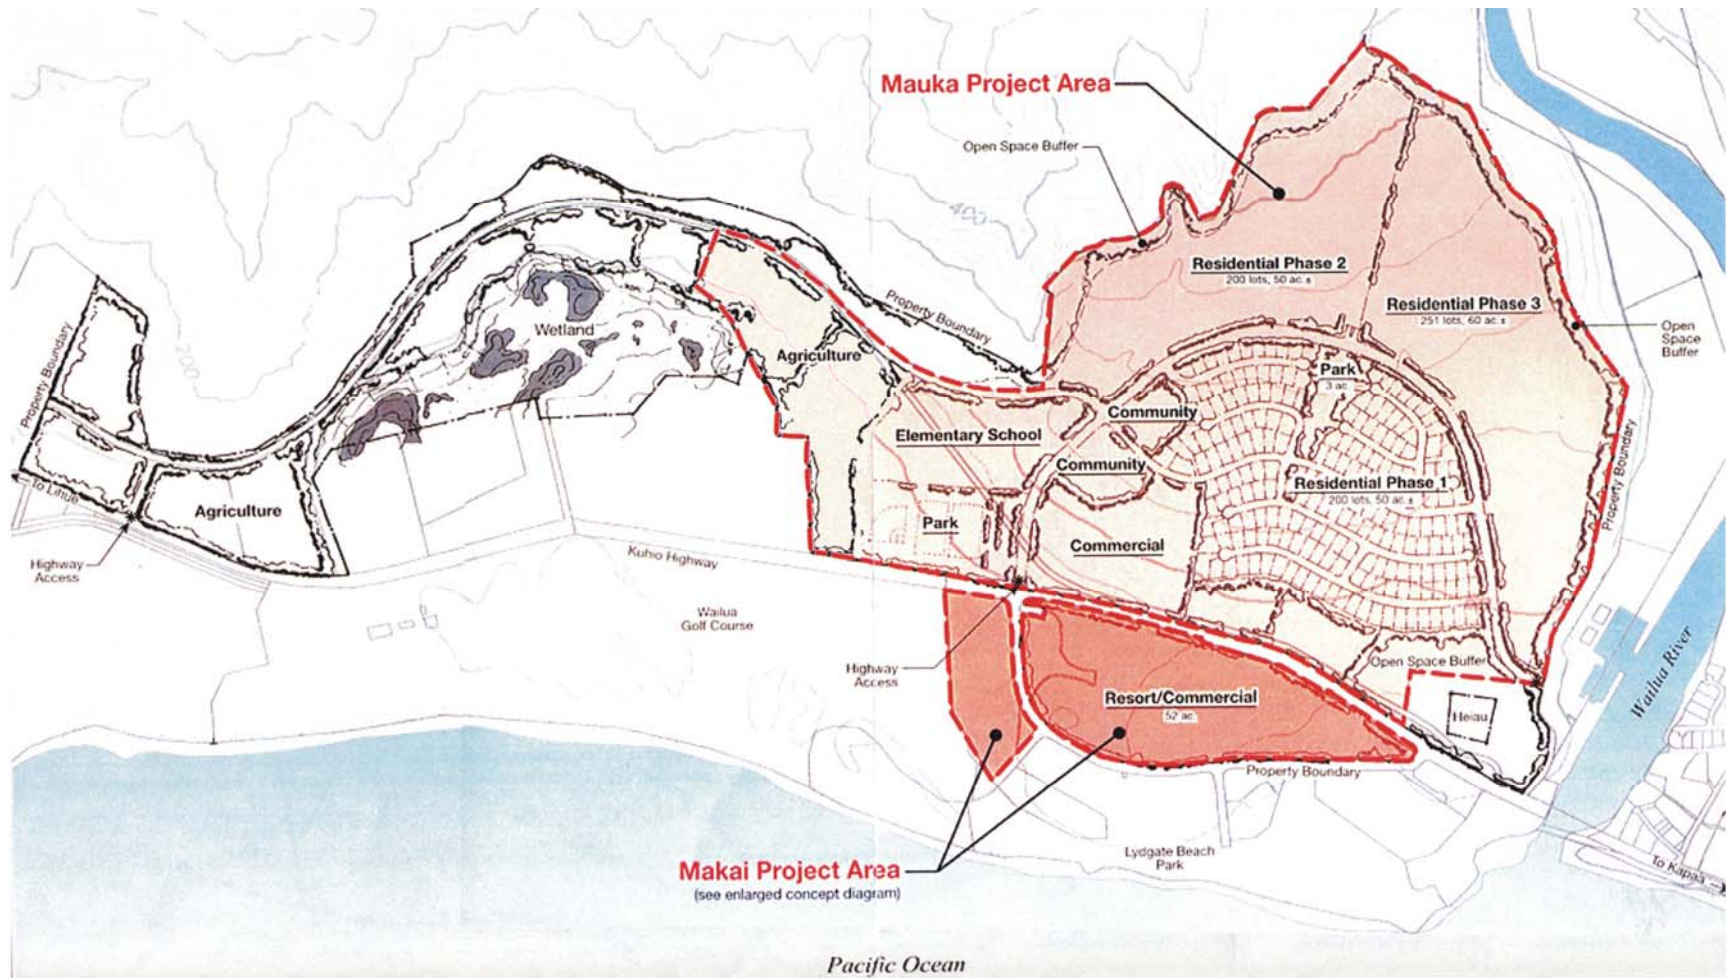 Mauka Project Area
Open Space Buffer
400
Residential Phase 2
200 lots, 50 ac.±
Residential Phase 3
251 lots, 60 ac.±
Open
Space
Buffer
Property Boundary
Wetland
200
Agriculture
Property Boundary
Park
3 ac
Community
Elementary School
Community
Residential Phase 1
200 lots, 50 ac.±
Property Boundary
To Lihue
Agriculture
Park
Commercial
Highway
Access
Kuhio Highway
Wailua
Golf Course
Highway
Access
Open Space Buffer
Wailua River
Resort/Commercial
52 ac
Heiau
Property Boundary
Makai Project Area
(see enlarged concept diagram)
Lydgate Beach
Park
To Kapaa
Pacific Ocean